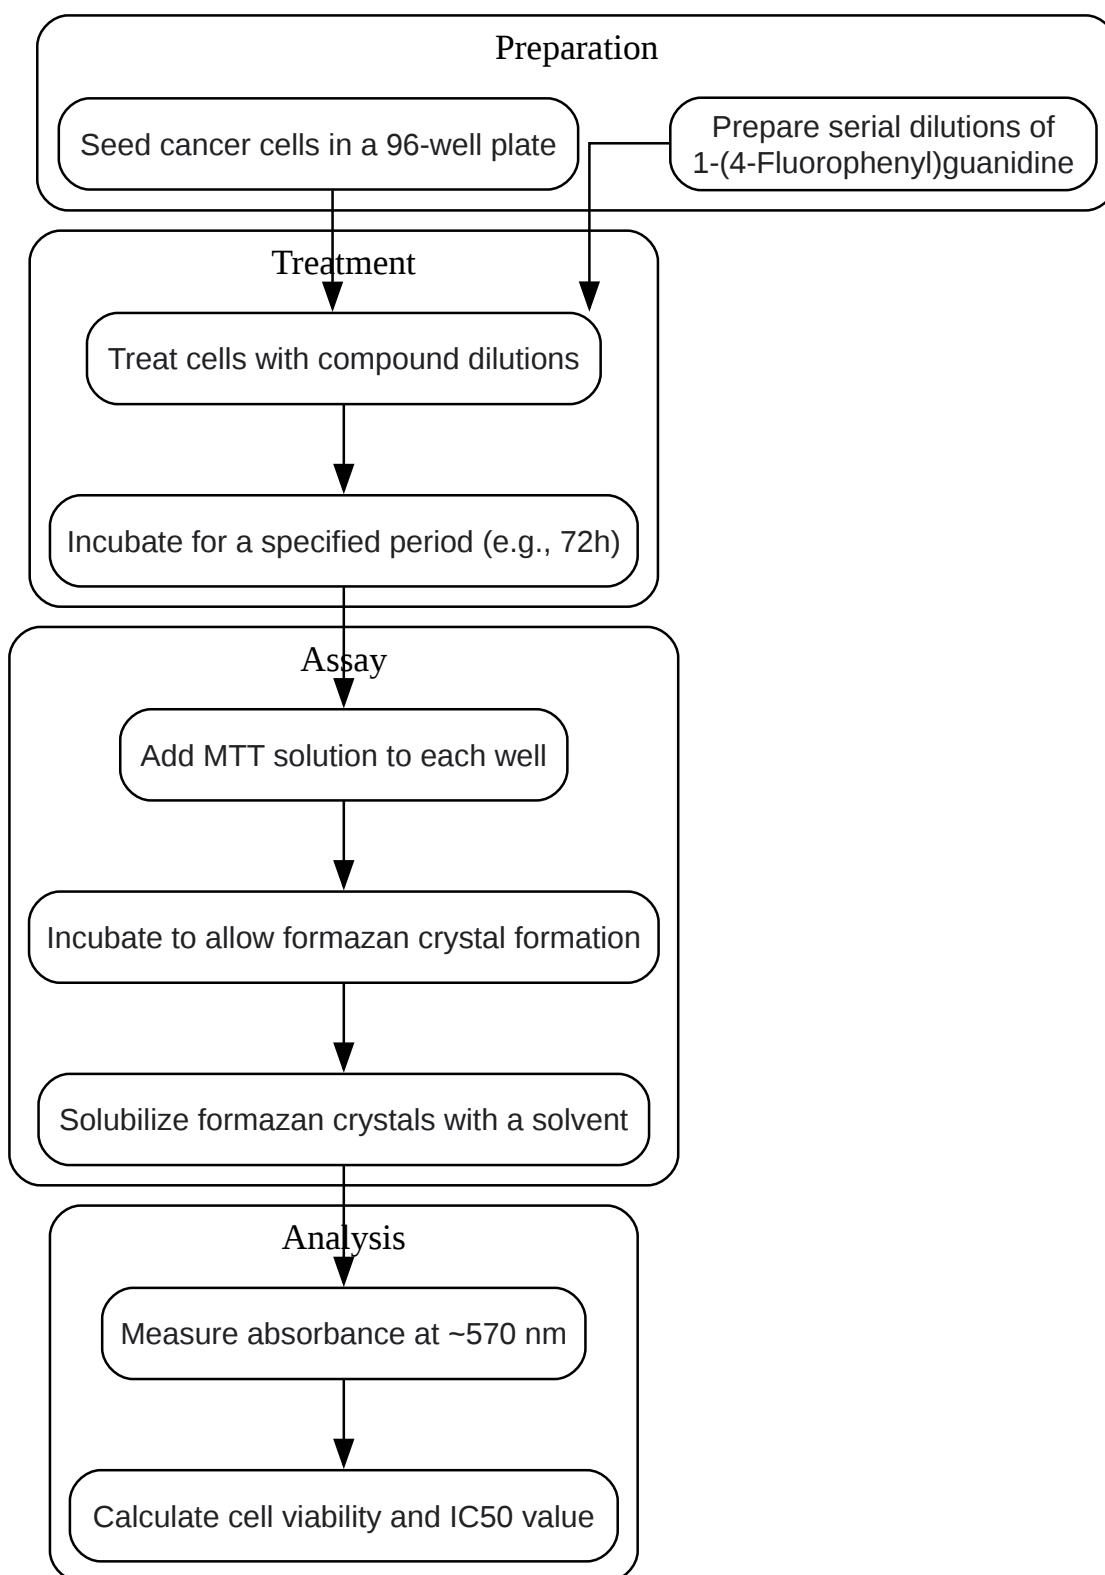 Preparation
Seed cancer cells in a 96-well plate
Prepare serial dilutions of
1-(4-Fluorophenyl)guanidine
Treatment
Treat cells with compound dilutions
Incubate for a specified period (e.g., 72h)
Assay
Add MTT solution to each well
Incubate to allow formazan crystal formation
Solubilize formazan crystals with a solvent
Analysis
Measure absorbance at ~570 nm
Calculate cell viability and IC50 value